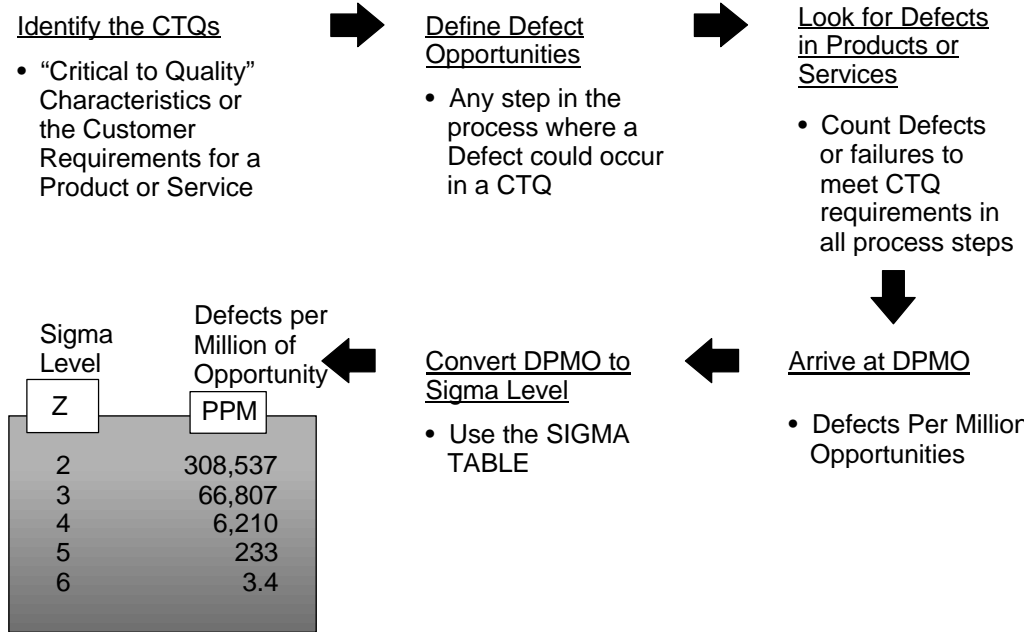 Identify the CTQs
• “Critical to Quality”
Characteristics or
the Customer
Requirements for a
Product or Service
Define Defect
Opportunities
• Any step in the
process where a
Defect could occur
in a CTQ
Look for Defects
in Products or
Services
• Count Defects
or failures to
meet CTQ
requirements in
all process steps
Arrive at DPMO
• Defects Per Million
Opportunities
Convert DPMO to
Sigma Level
• Use the SIGMA
TABLE
Sigma
Level
Defects per
Million of
Opportunity
Z PPM
2 308,537
3 66,807
4 6,210
5 233
6 3.4